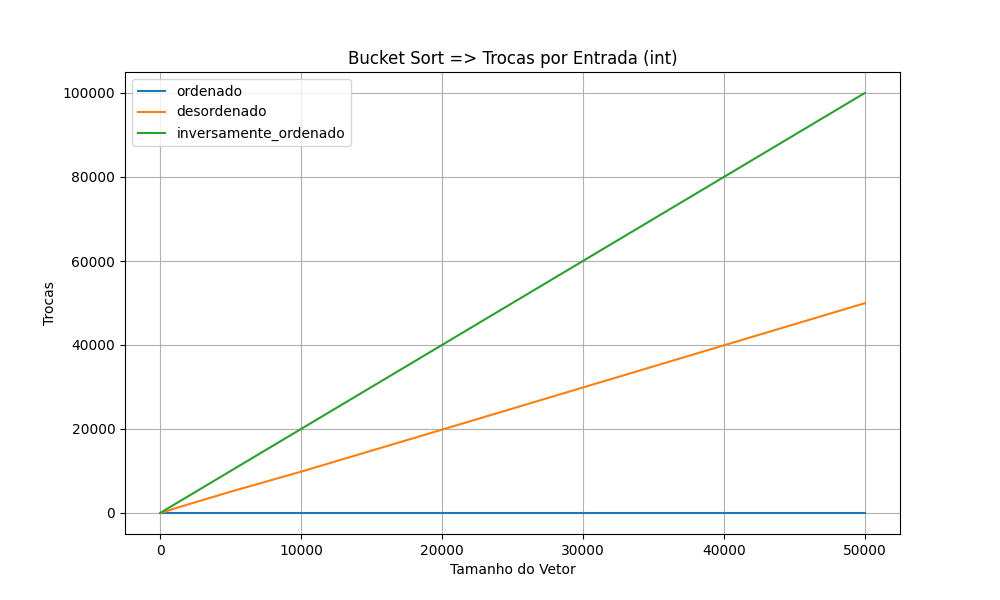 Bucket Sort => Trocas por Entrada (int)
ordenado
desordenado
inversamente_ordenado
100000
80000
60000
40000
20000
0
Trocas
0 10000 20000 30000 40000 50000
Tamanho do Vetor